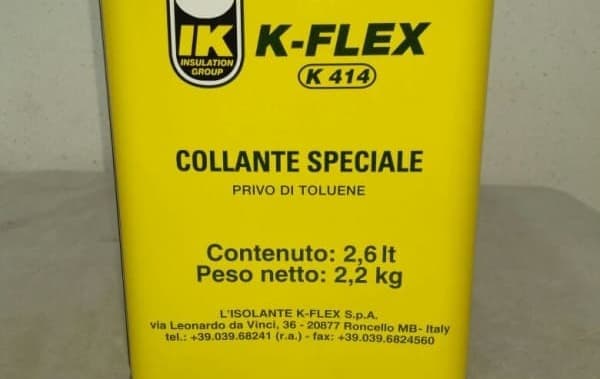 IK
INSULATION
GROUP
K-FLEX
K 414
COLLANTE SPECIALE
PRIVO DI TOLUENE
Contenuto: 2,6 lt
Peso netto: 2,2 kg
L'ISOLANTE K-FLEX S.p.A.
via Leonardo da Vinci, 36 - 20877 Roncello MB- Italy
tel.: +39.039.68241 (r.a.) - fax: +39.039.6824560